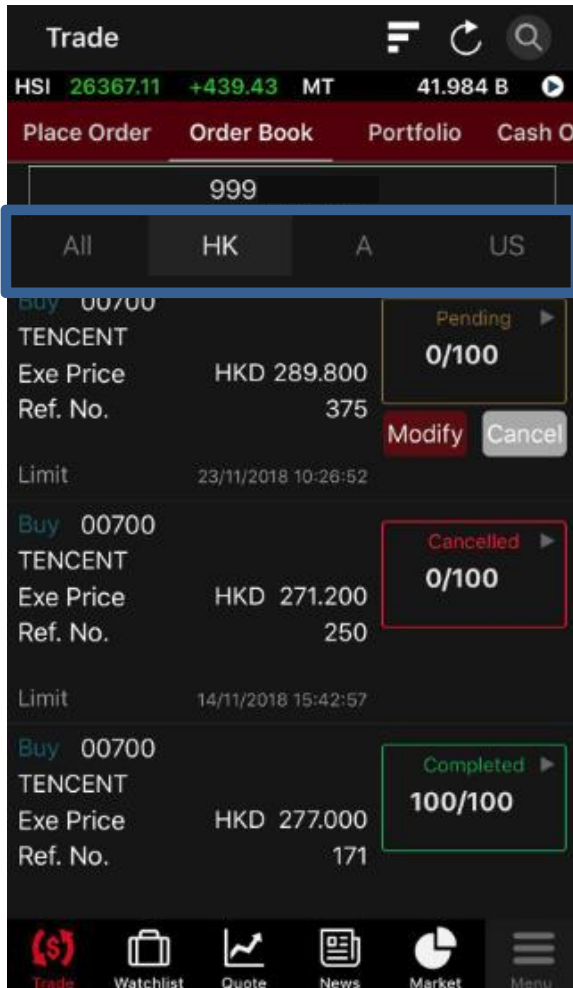 Trade
HSI 26367.11 +439.43 MT 41.984 B
Place Order Order Book Portfolio Cash O
999
All HK A US
Buy 00700
TENCENT
Pending
0/100
Exe Price HKD 289.800
Ref. No. 375
Modify Cancel
Limit 23/11/2018 10:26:52
Buy 00700
TENCENT
Cancelled
0/100
Exe Price HKD 271.200
Ref. No. 250
Limit 14/11/2018 15:42:57
Buy 00700
TENCENT
Completed
100/100
Exe Price HKD 277.000
Ref. No. 171
Trade Watchlist Quote News Market Menu